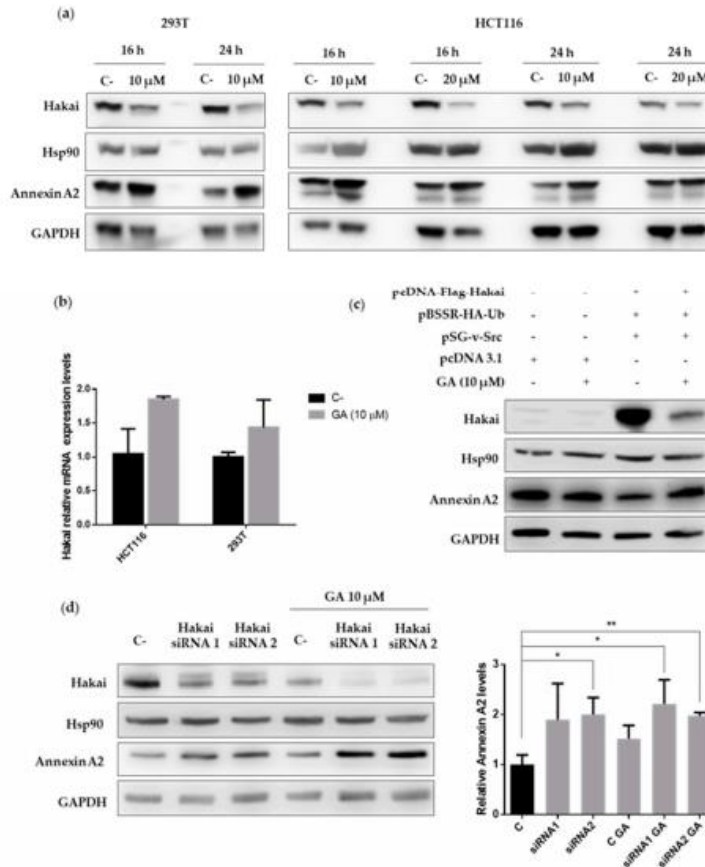 (a)
293T HCT116
16 h 24 h 16 h 16 h 24 h 24 h
C- 10 µM C- 10 µM C- 10 µM C- 20 µM C- 10 µM C- 20 µM
Hakai
Hsp90
Annexin A2
GAPDH
(b)
Hakai relative mRNA expression levels
2.0
1.5
1.0
0.5
0.0
HCT116 293T
C-
GA (10 µM)
(c)
pcDNA-Flag-Hakai - - + +
pBSSR-HA-Ub - - + +
pSG-v-Src - - + +
pcDNA 3.1 + + - -
GA (10 µM) - + - +
Hakai
Hsp90
Annexin A2
GAPDH
(d)
GA 10 µM
C- Hakai siRNA 1 Hakai siRNA 2 C- Hakai siRNA 1 Hakai siRNA 2
Hakai
Hsp90
Annexin A2
GAPDH
Relative Annexin A2 levels
**
*
*
3
2
1
0
C siRNA1 siRNA2 C GA siRNA1 GA siRNA2 GA